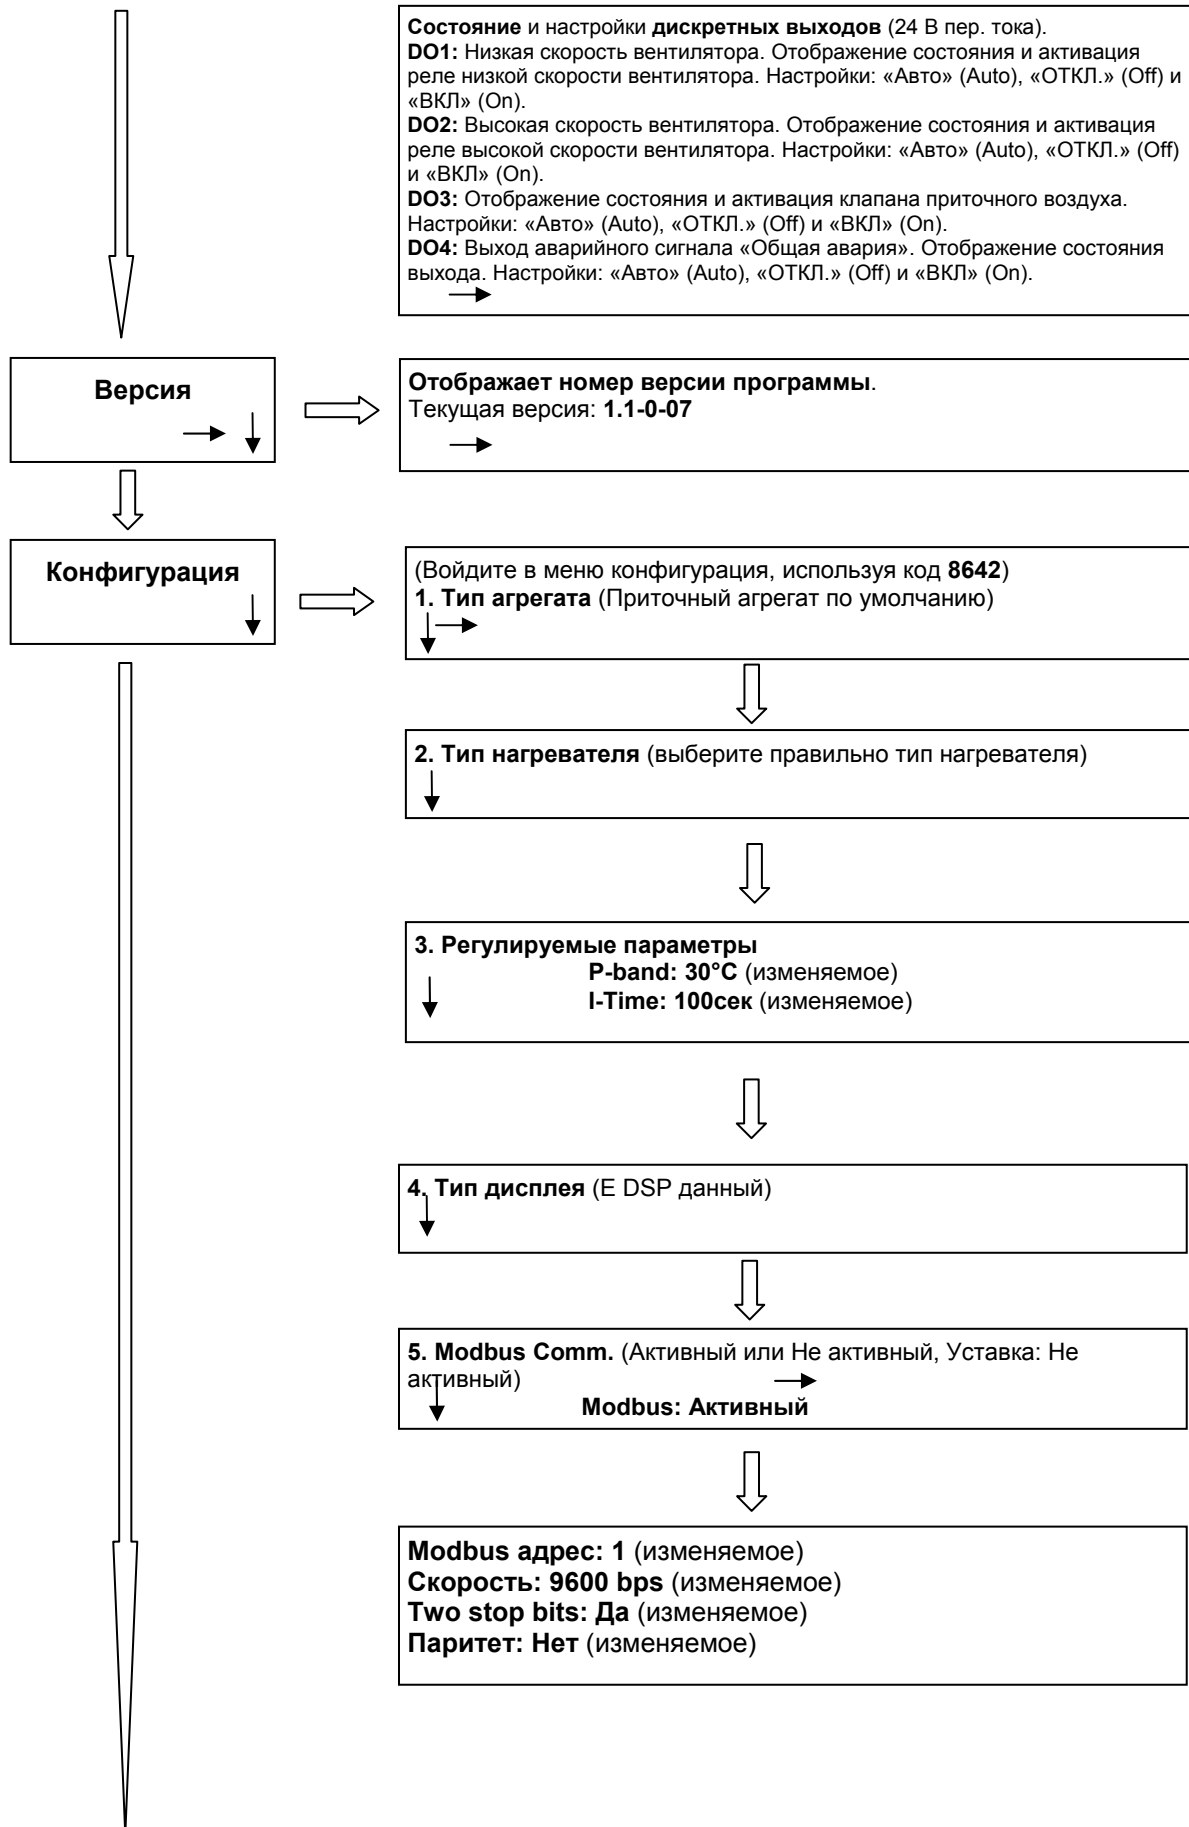 Состояние и настройки дискретных выходов (24 В пер. тока).
DO1: Низкая скорость вентилятора. Отображение состояния и активация
реле низкой скорости вентилятора. Настройки: «Авто» (Auto), «ОТКЛ.» (Off) и
«ВКЛ» (On).
DO2: Высокая скорость вентилятора. Отображение состояния и активация
реле высокой скорости вентилятора. Настройки: «Авто» (Auto), «ОТКЛ.» (Off)
и «ВКЛ» (On).
DO3: Отображение состояния и активация клапана приточного воздуха.
Настройки: «Авто» (Auto), «ОТКЛ.» (Off) и «ВКЛ» (On).
DO4: Выход аварийного сигнала «Общая авария». Отображение состояния
выхода. Настройки: «Авто» (Auto), «ОТКЛ.» (Off) и «ВКЛ» (On).
Версия
Отображает номер версии программы.
Текущая версия: 1.1-0-07
Конфигурация
(Войдите в меню конфигурация, используя код 8642)
1. Тип агрегата (Приточный агрегат по умолчанию)
2. Тип нагревателя (выберите правильно тип нагревателя)
3. Регулируемые параметры
P-band: 30°C (изменяемое)
I-Time: 100сек (изменяемое)
4. Тип дисплея (E DSP данный)
5. Modbus Comm. (Активный или Не активный, Уставка: Не
активный)
Modbus: Активный
Modbus адрес: 1 (изменяемое)
Скорость: 9600 bps (изменяемое)
Two stop bits: Да (изменяемое)
Паритет: Нет (изменяемое)